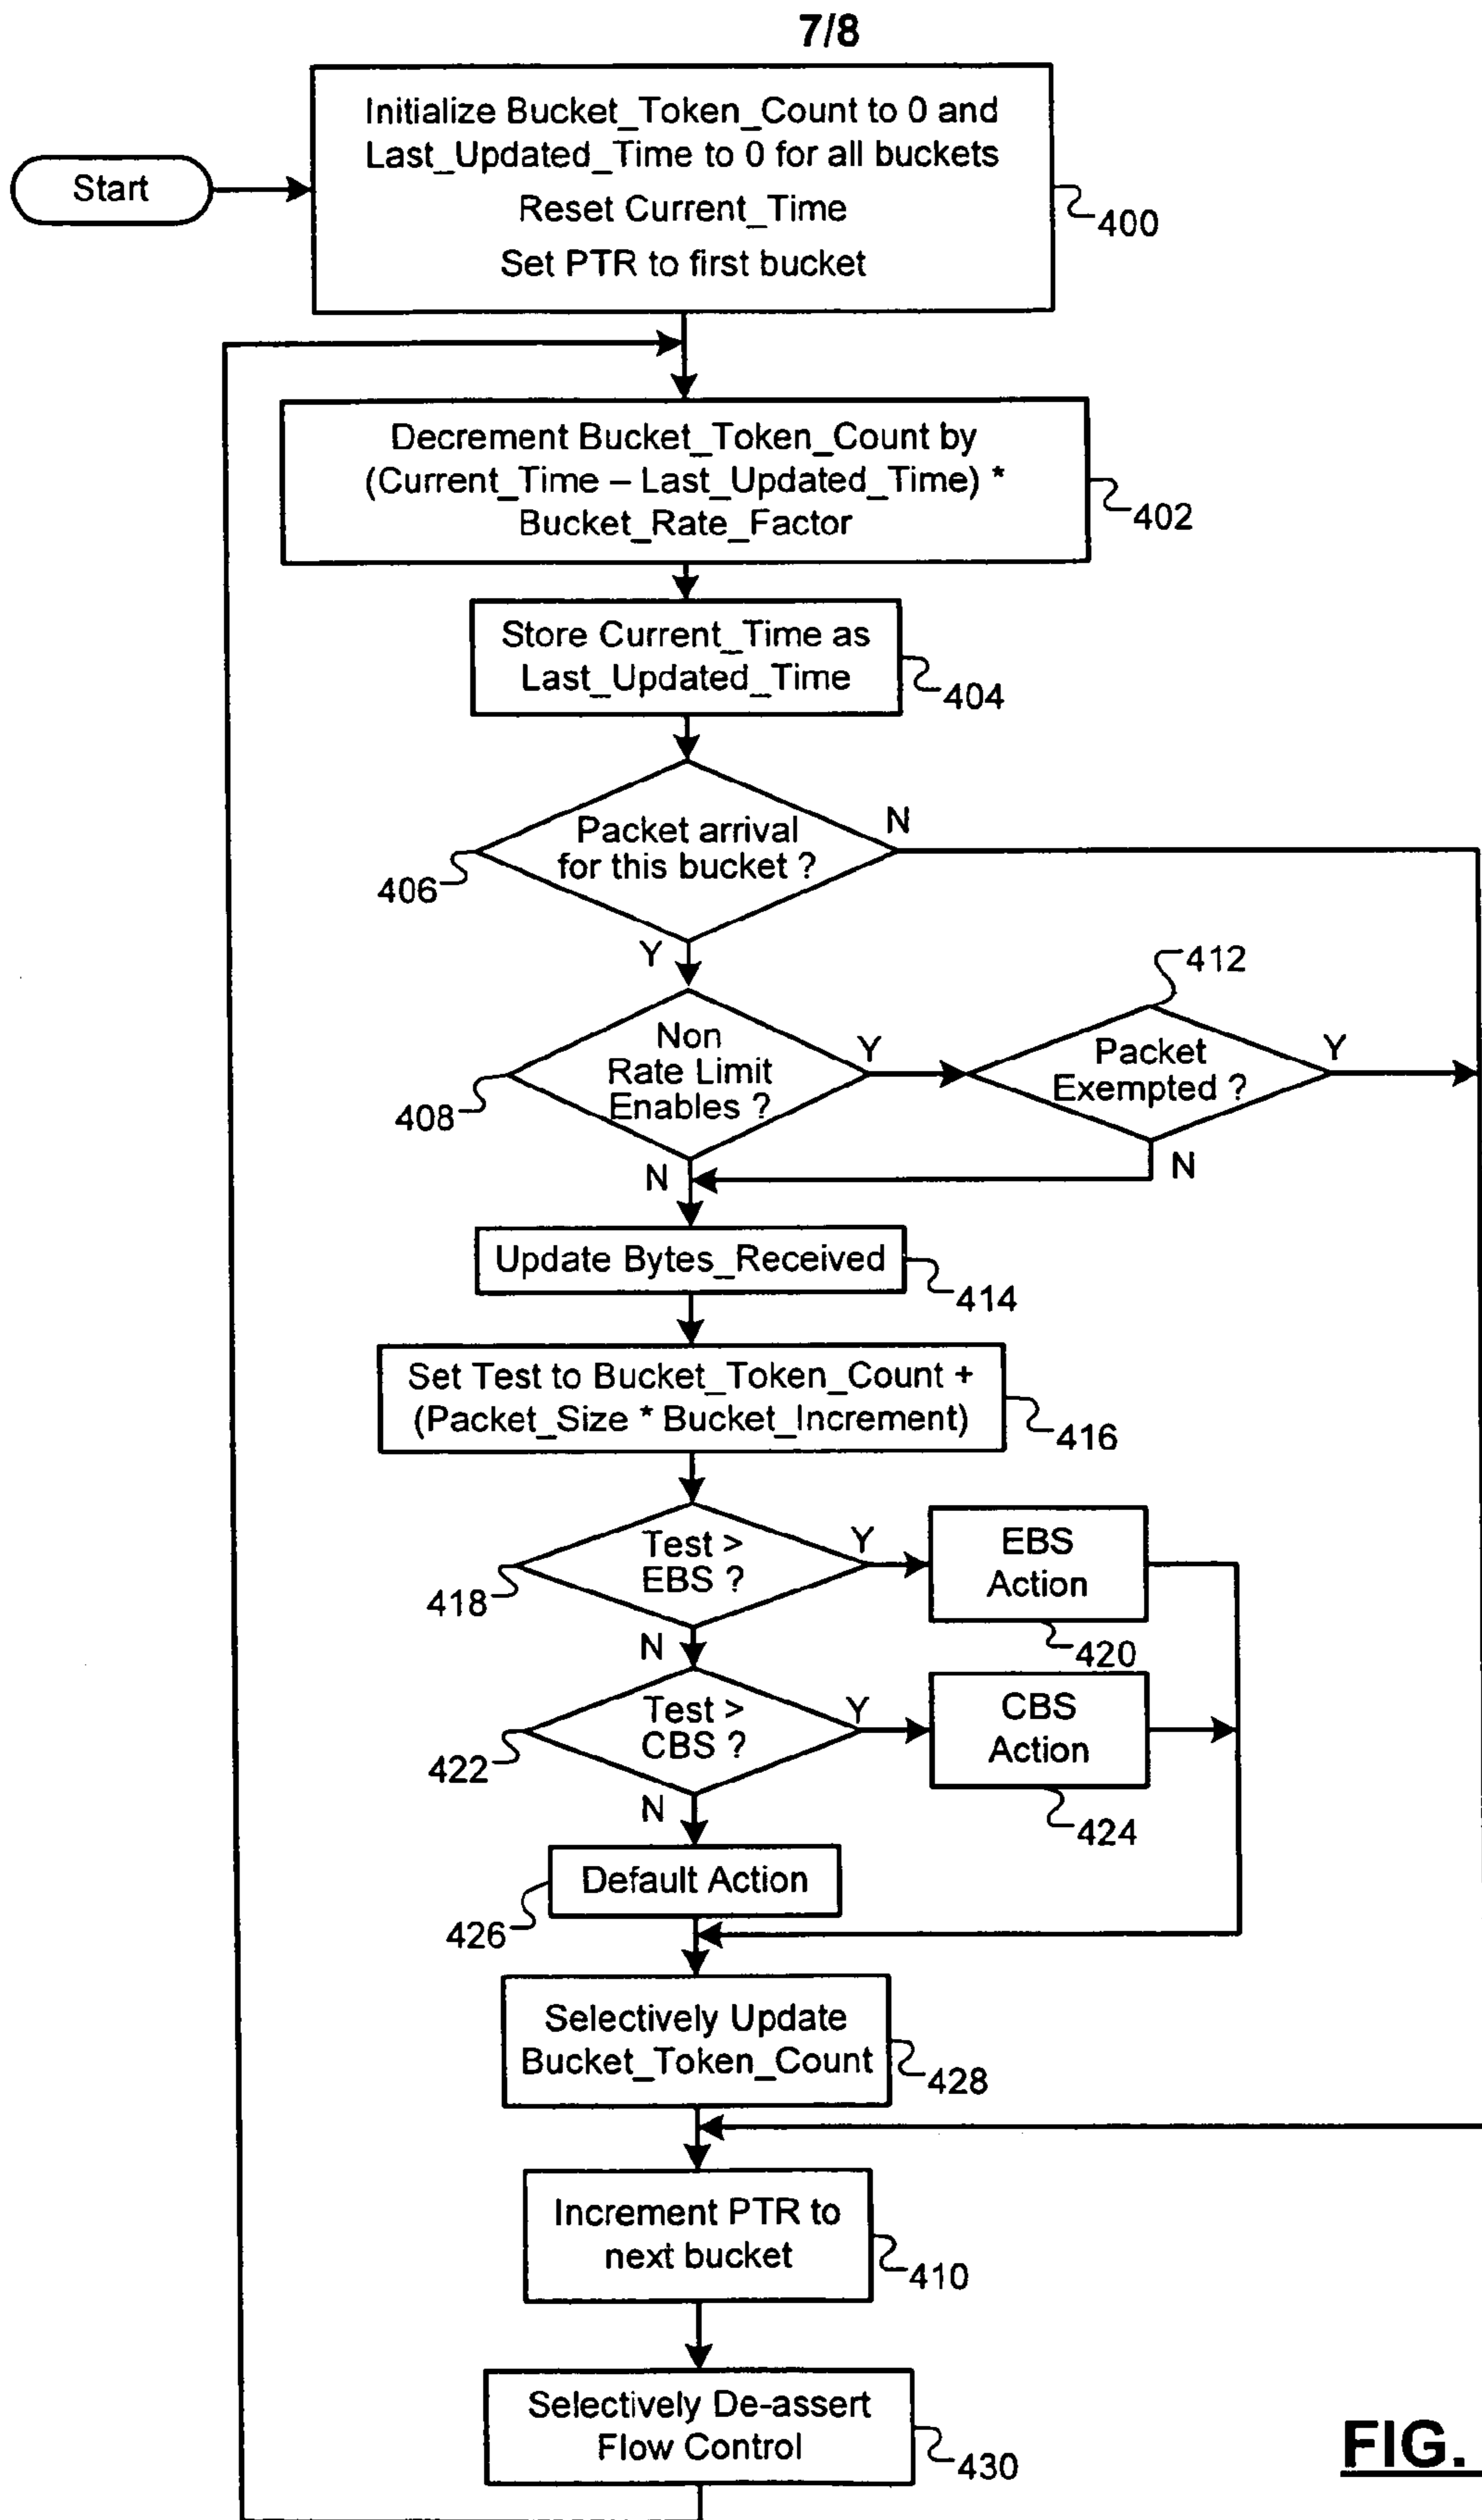 7/8
Initialize Bucket_Token_Count to 0 and
Last_Updated_Time to 0 for all buckets
Reset Current_Time
Set PTR to first bucket
Start
400
Decrement Bucket_Token_Count by
(Current_Time – Last_Updated_Time) *
Bucket_Rate_Factor
402
Store Current_Time as
Last_Updated_Time
404
Packet arrival
for this bucket ?
N
406
Y
412
Non
Rate Limit
Enables ?
Y
Packet
Exempted ?
Y
408
N
N
Update Bytes_Received
414
Set Test to Bucket_Token_Count +
(Packet_Size * Bucket_Increment)
416
Test >
EBS ?
Y
EBS
Action
418
420
N
Test >
CBS ?
Y
CBS
Action
422
424
N
Default Action
426
Selectively Update
Bucket_Token_Count
428
Increment PTR to
next bucket
410
Selectively De-assert
Flow Control
430
FIG.